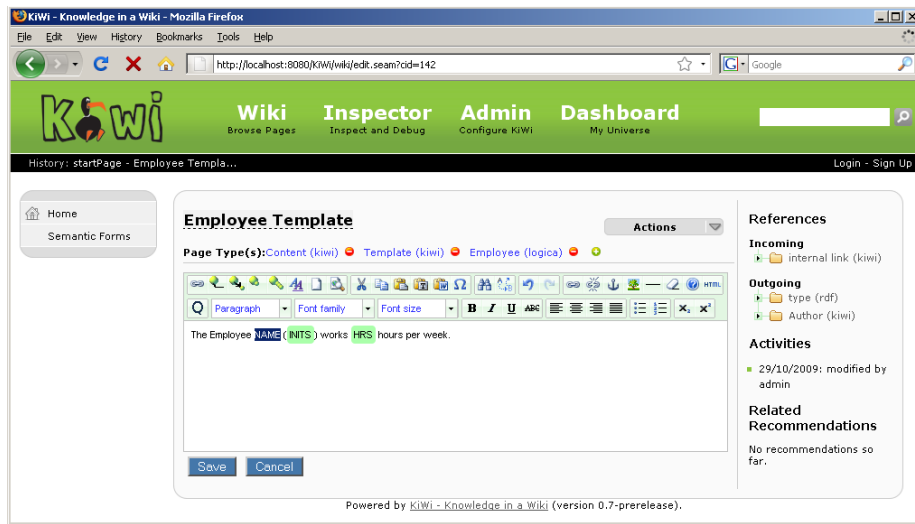 KiWi - Knowledge in a Wiki - Mozilla Firefox
File Edit View History Bookmarks Tools Help
http://localhost:8080/KiWi/wiki/edit.seam?cid=142
G Google
KiWi
Wiki Inspector Admin Dashboard
Browse Pages Inspect and Debug Configure KiWi My Universe
History: startPage - Employee Templa... Login - Sign Up
Home
Semantic Forms
Employee Template
Actions
Page Type(s):Content (kiwi) Template (kiwi) Employee (logica)
HTML
Paragraph Font family Font size B I U ABC x₂ x²
The Employee NAME ( INITS ) works HRS hours per week.
Save Cancel
References
Incoming
internal link (kiwi)
Outgoing
type (rdf)
Author (kiwi)
Activities
29/10/2009: modified by
admin
Related
Recommendations
No recommendations so
far.
Powered by KiWi - Knowledge in a Wiki (version 0.7-prerelease).